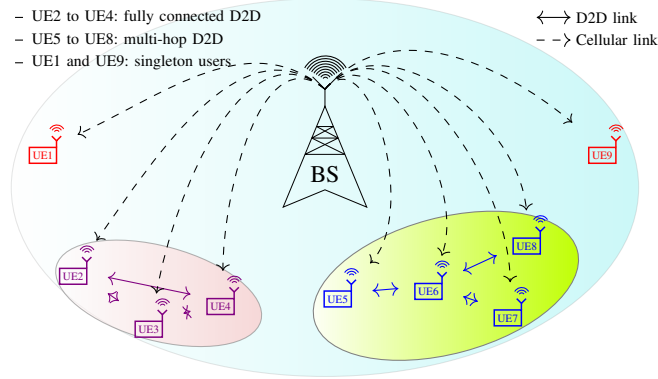 – UE2 to UE4: fully connected D2D
– UE5 to UE8: multi-hop D2D
– UE1 and UE9: singleton users
D2D link
Cellular link
UE1
BS
UE9
UE2
UE3
UE4
UE5
UE6
UE7
UE8